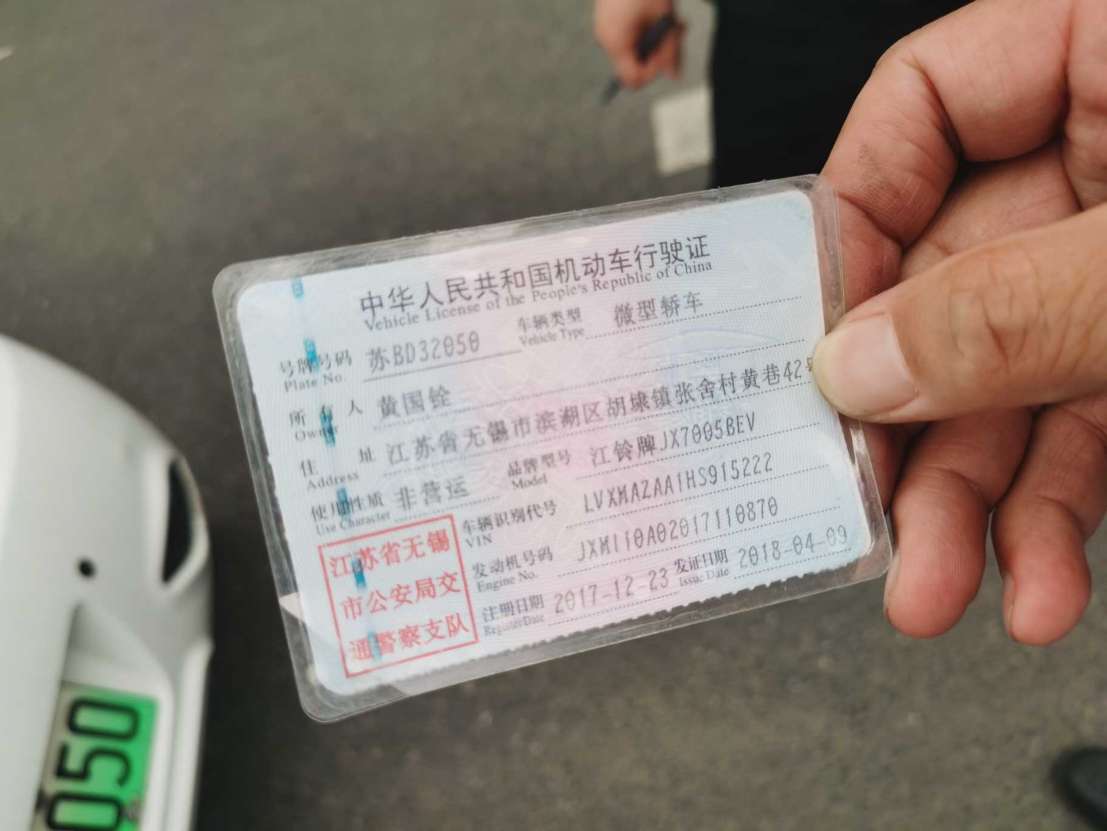 中华人民共和国机动车行驶证
Vehicle License of the People's Republic of China
号牌号码 苏BD32050 车辆类型 微型轿车
Plate No. Vehicle Type
所有人 黄国铨
Owner
住址 江苏省无锡市滨湖区胡埭镇张舍村黄巷42号
Address
使用性质 非营运 品牌型号 江铃牌JX7005BEV
Use Character Model
车辆识别代号 LVXMAZAA1HS915222
VIN
发动机号码 JXM110A02017110870
Engine No.
注册日期 2017-12-23 发证日期 2018-04-09
Register Date Issue Date
江苏省无锡
市公安局交
通警察支队
050